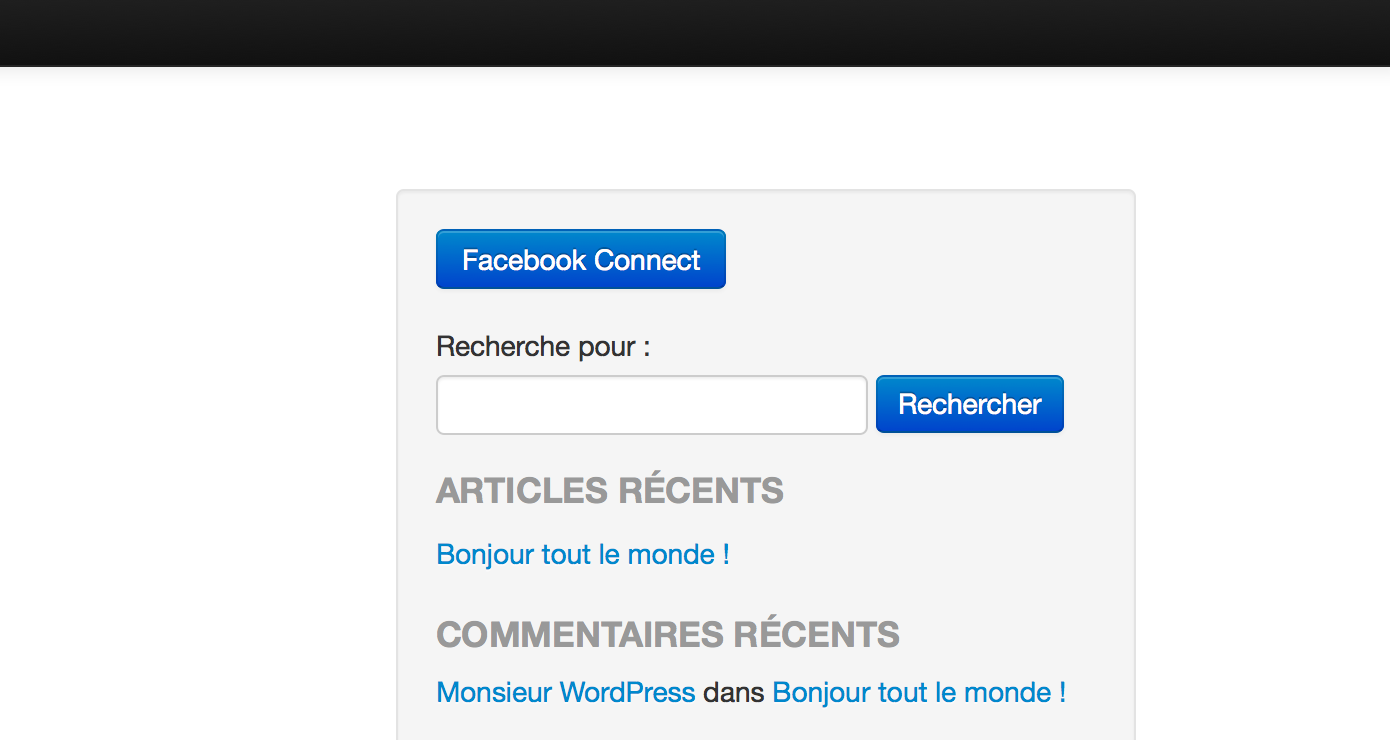 Facebook Connect
Recherche pour :
Rechercher
ARTICLES RÉCENTS
Bonjour tout le monde !
COMMENTAIRES RÉCENTS
Monsieur WordPress dans Bonjour tout le monde !